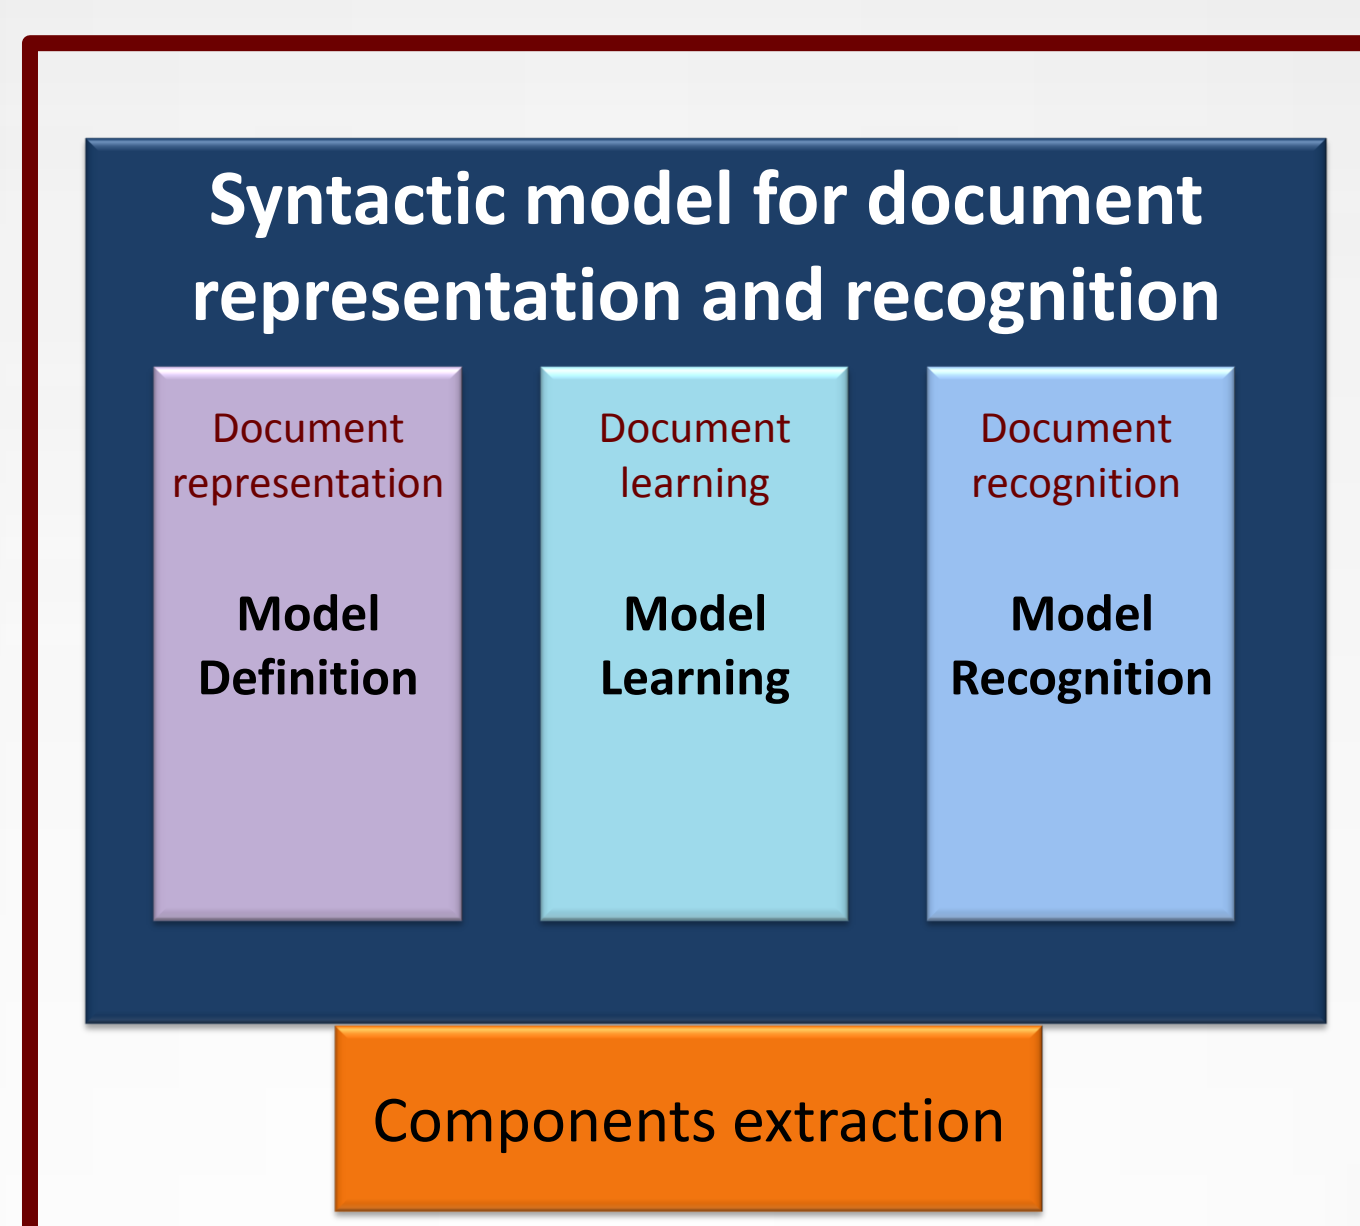 Syntactic model for document
representation and recognition
Document
representation
Model
Definition
Document
learning
Model
Learning
Document
recognition
Model
Recognition
Components extraction